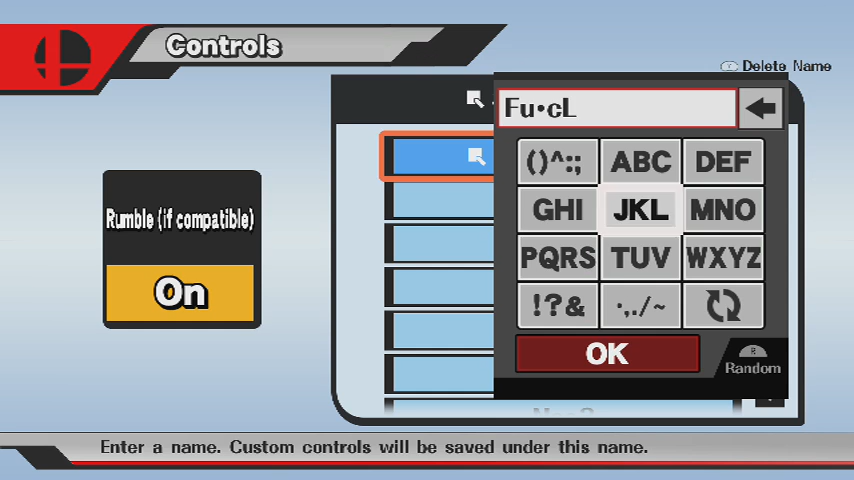 Controls
Delete Name
Fu•cL
Rumble (if compatible)
On
()^:; ABC DEF
GHI JKL MNO
PQRS TUV WXYZ
!?& •,./~
OK
R
Random
Enter a name. Custom controls will be saved under this name.